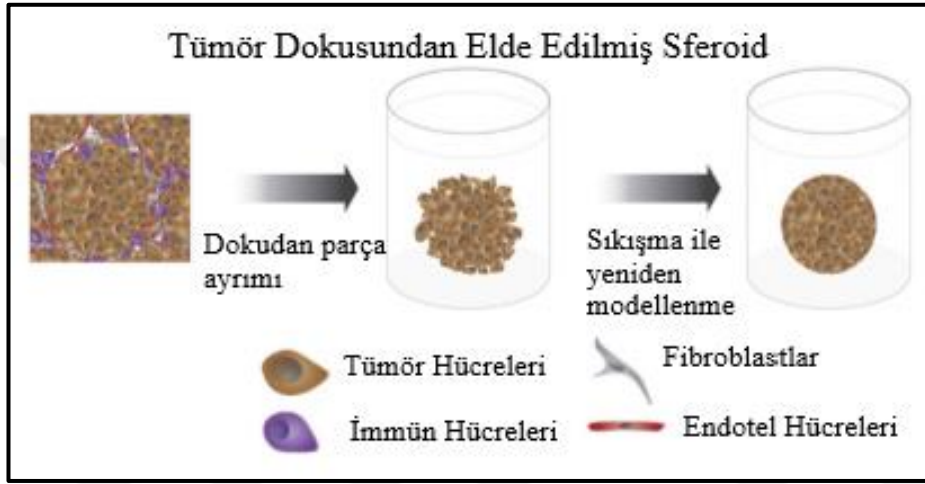 Tümör Dokusundan Elde Edilmiş Sferoid
Dokudan parça
ayrımı
Sıkışma ile
yeniden
modellenme
Tümör Hücreleri
Fibroblastlar
İmmün Hücreleri
Endotel Hücreleri